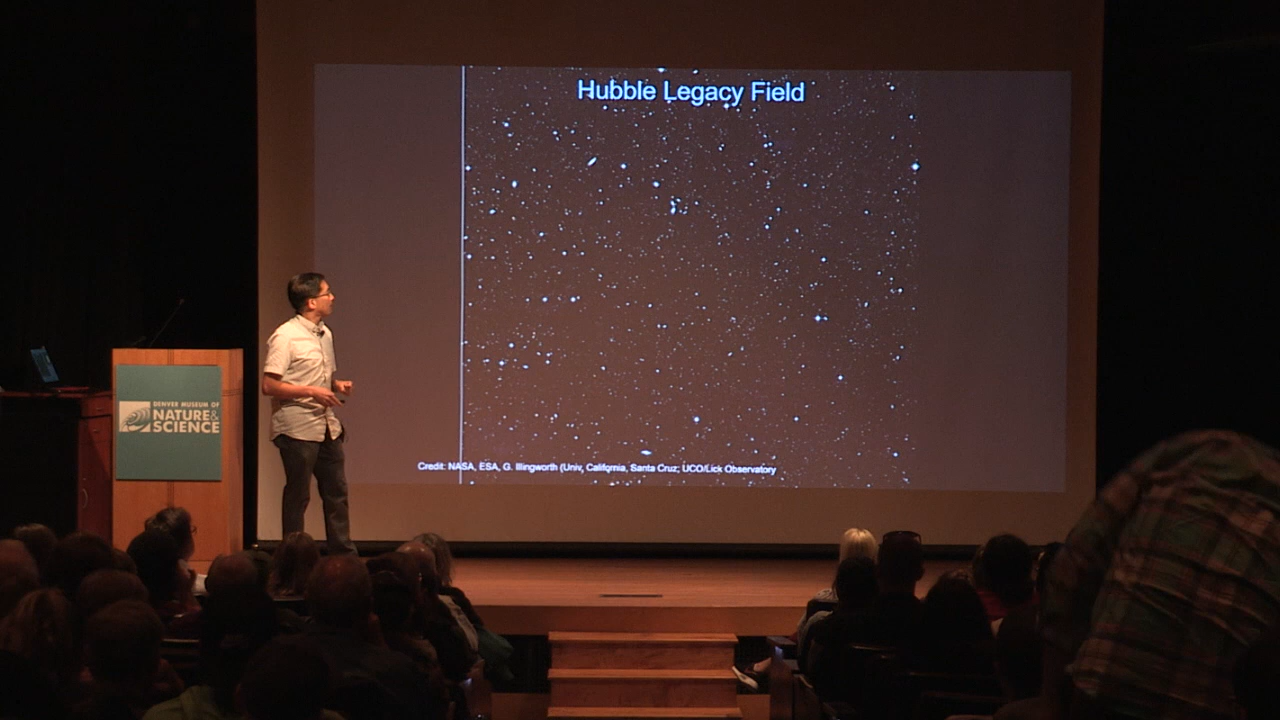 Hubble Legacy Field
Credit: NASA, ESA, G. Illingworth (Univ, California, Santa Cruz; UCO/Lick Observatory
DENVER MUSEUM OF
NATURE&
SCIENCE